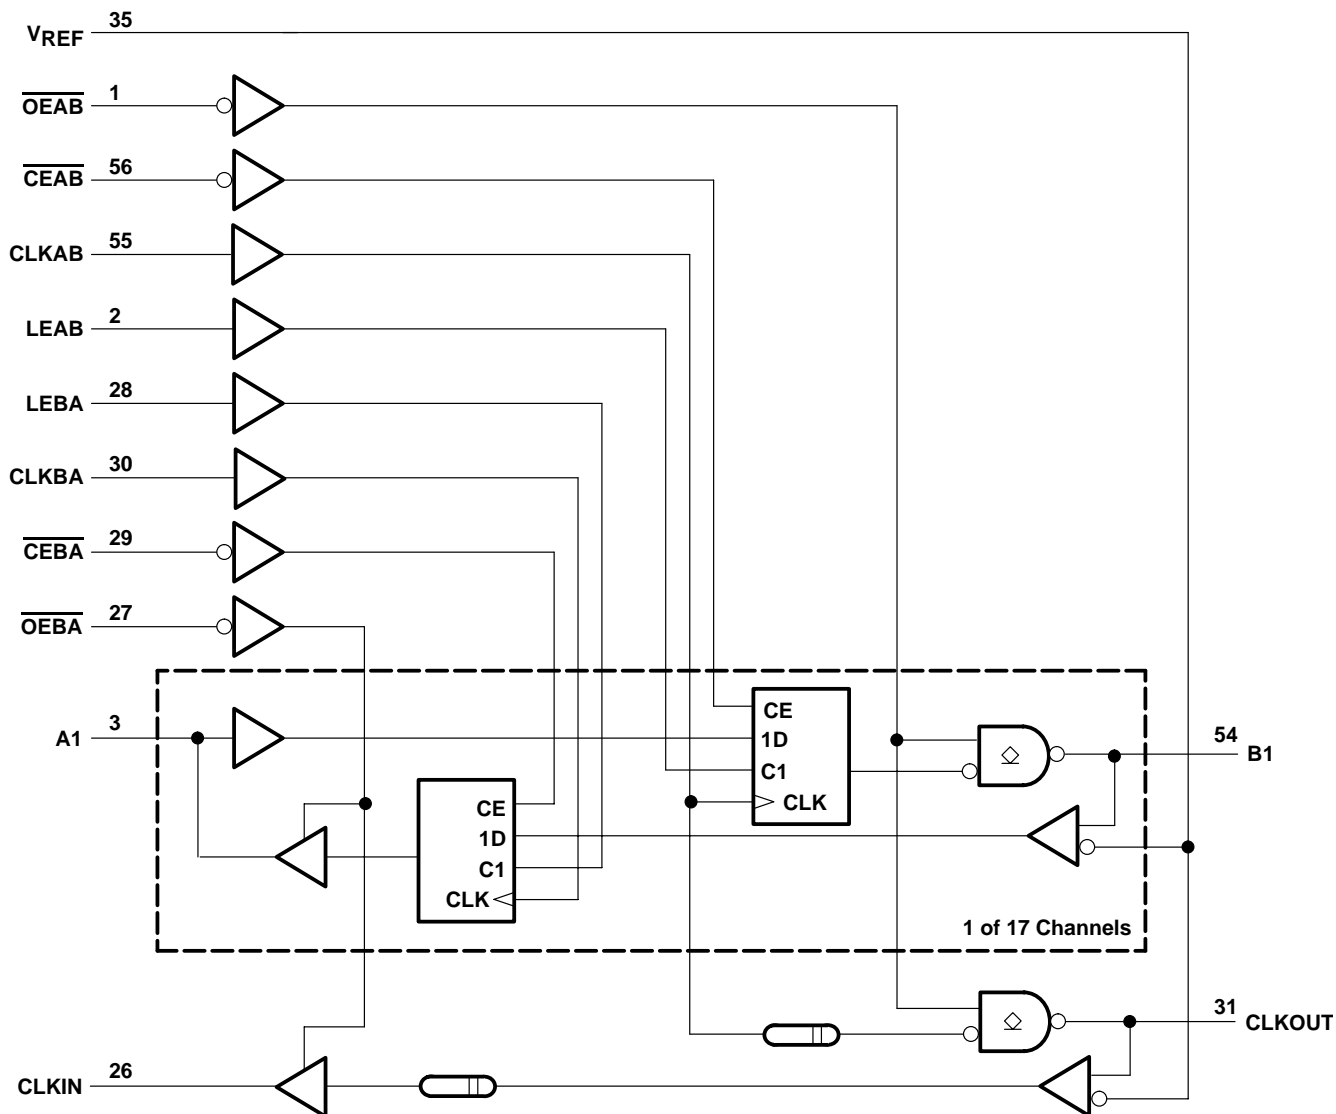 VREF 35
OEAB 1
CEAB 56
CLKAB 55
LEAB 2
LEBA 28
CLKBA 30
CEBA 29
OEBA 27
A1 3
CE
1D
C1
CLK
54 B1
CE
1D
C1
CLK
1 of 17 Channels
31 CLKOUT
CLKIN 26